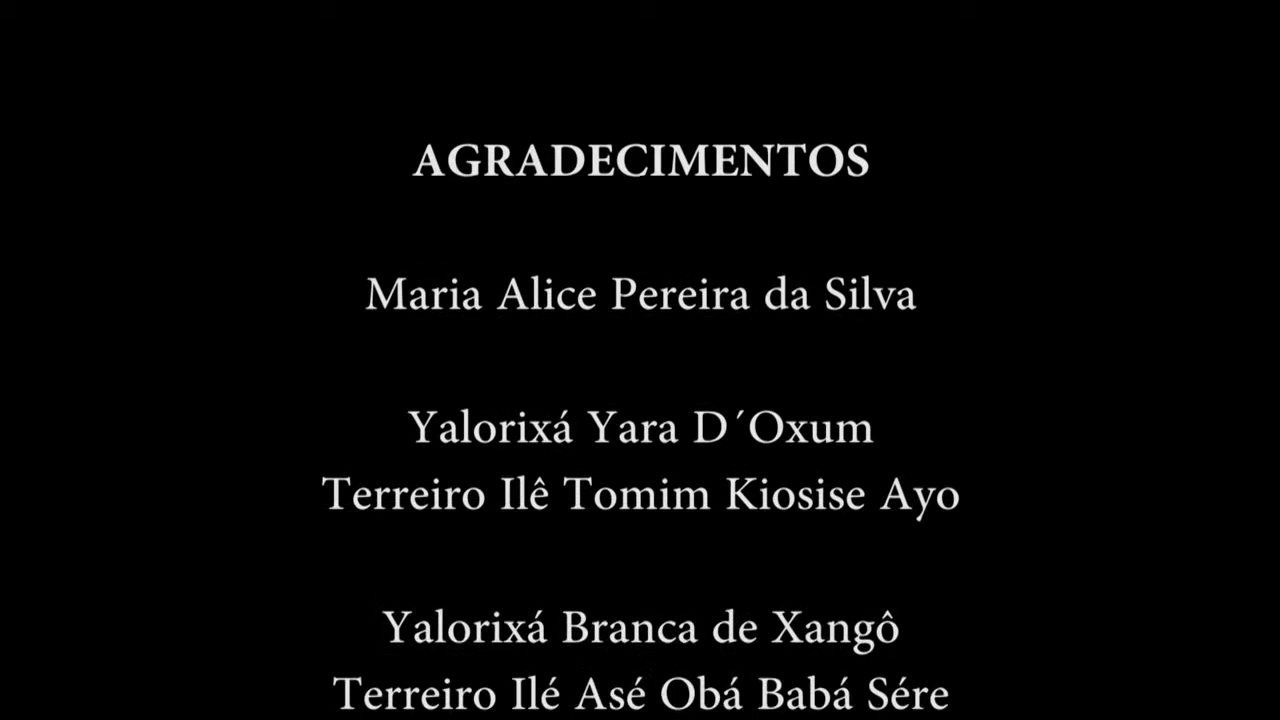 AGRADECIMENTOS
Maria Alice Pereira da Silva
Yalorixá Yara D´Oxum
Terreiro Ilê Tomim Kiosise Ayo
Yalorixá Branca de Xangô
Terreiro Ilé Asé Obá Babá Sére